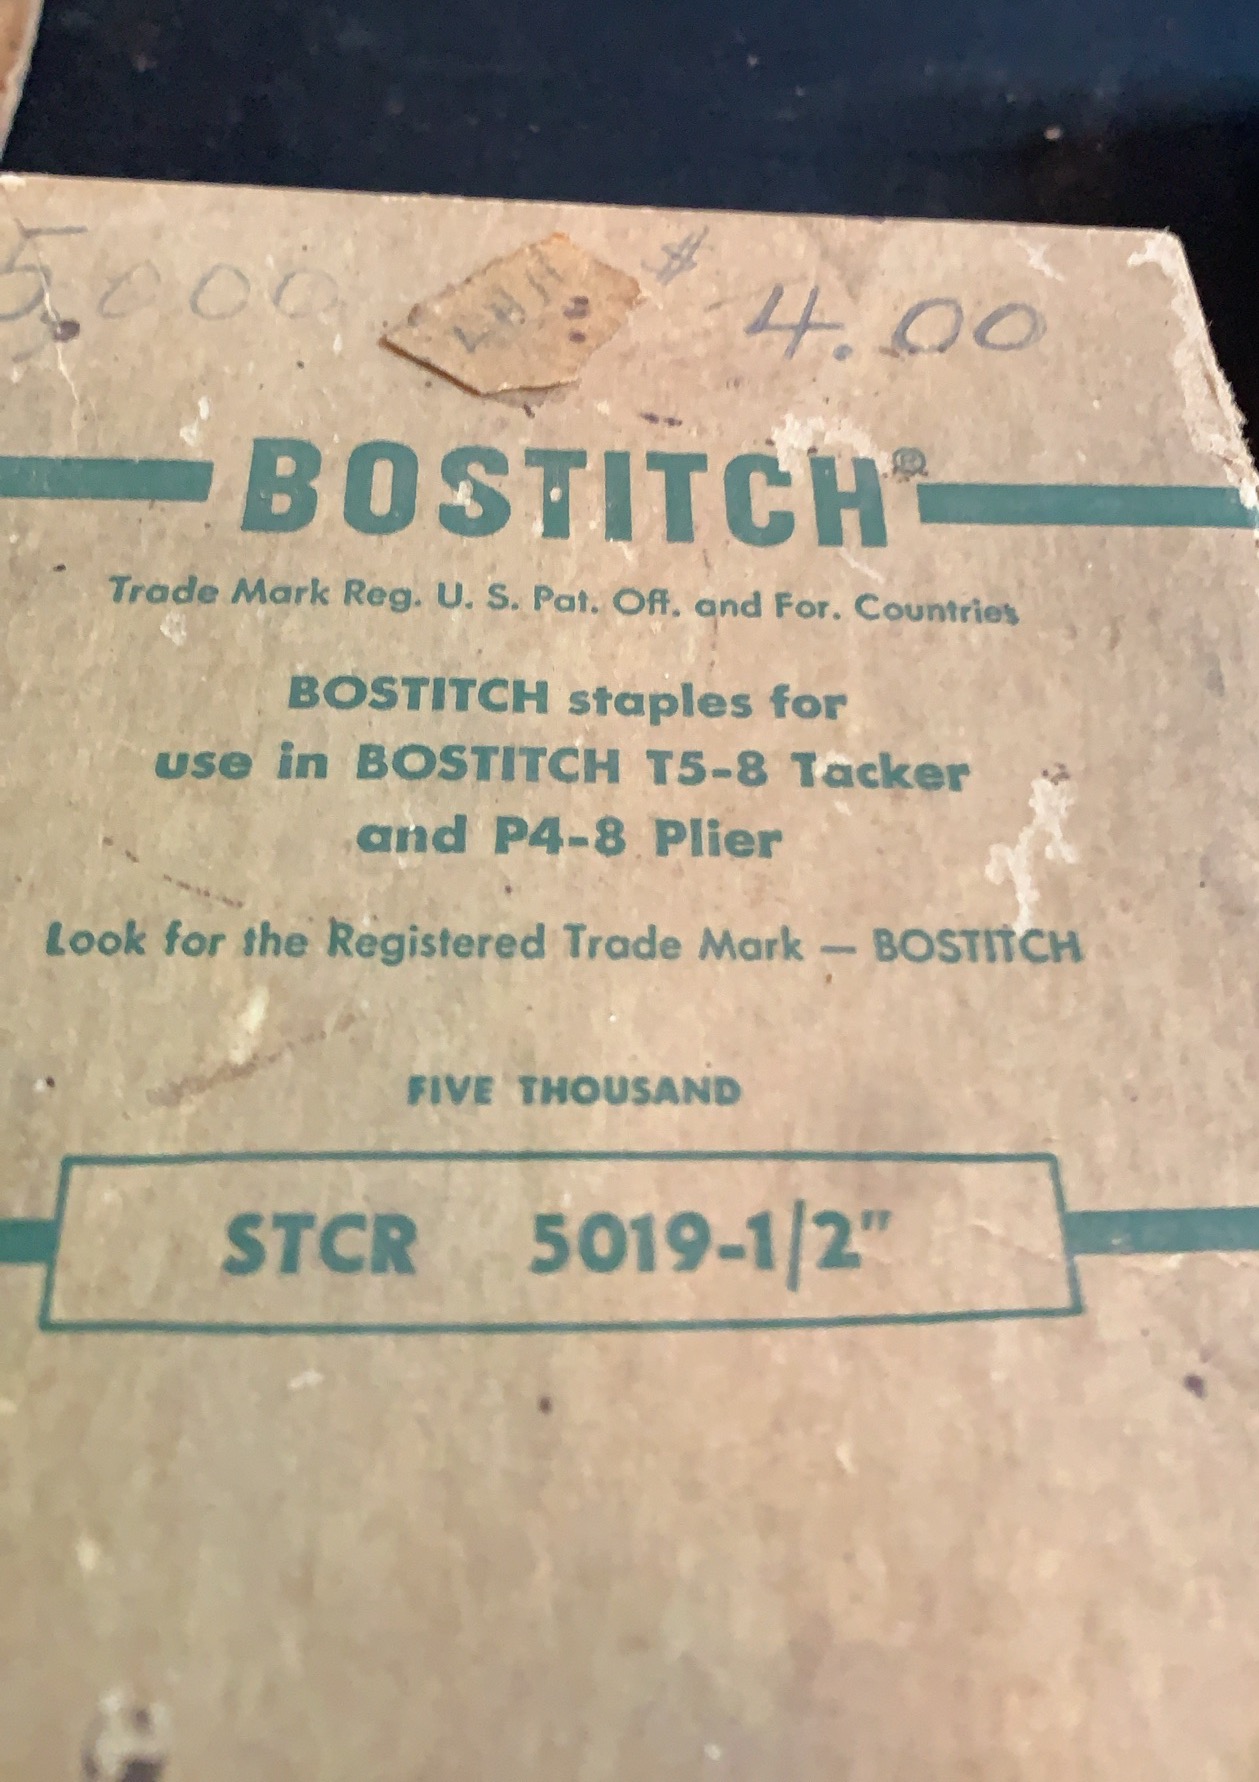 5,000 $ 4.00
BOSTITCH®
Trade Mark Reg. U. S. Pat. Off. and For. Countries
BOSTITCH staples for
use in BOSTITCH T5-8 Tacker
and P4-8 Plier
Look for the Registered Trade Mark — BOSTITCH
FIVE THOUSAND
STCR 5019-1/2"